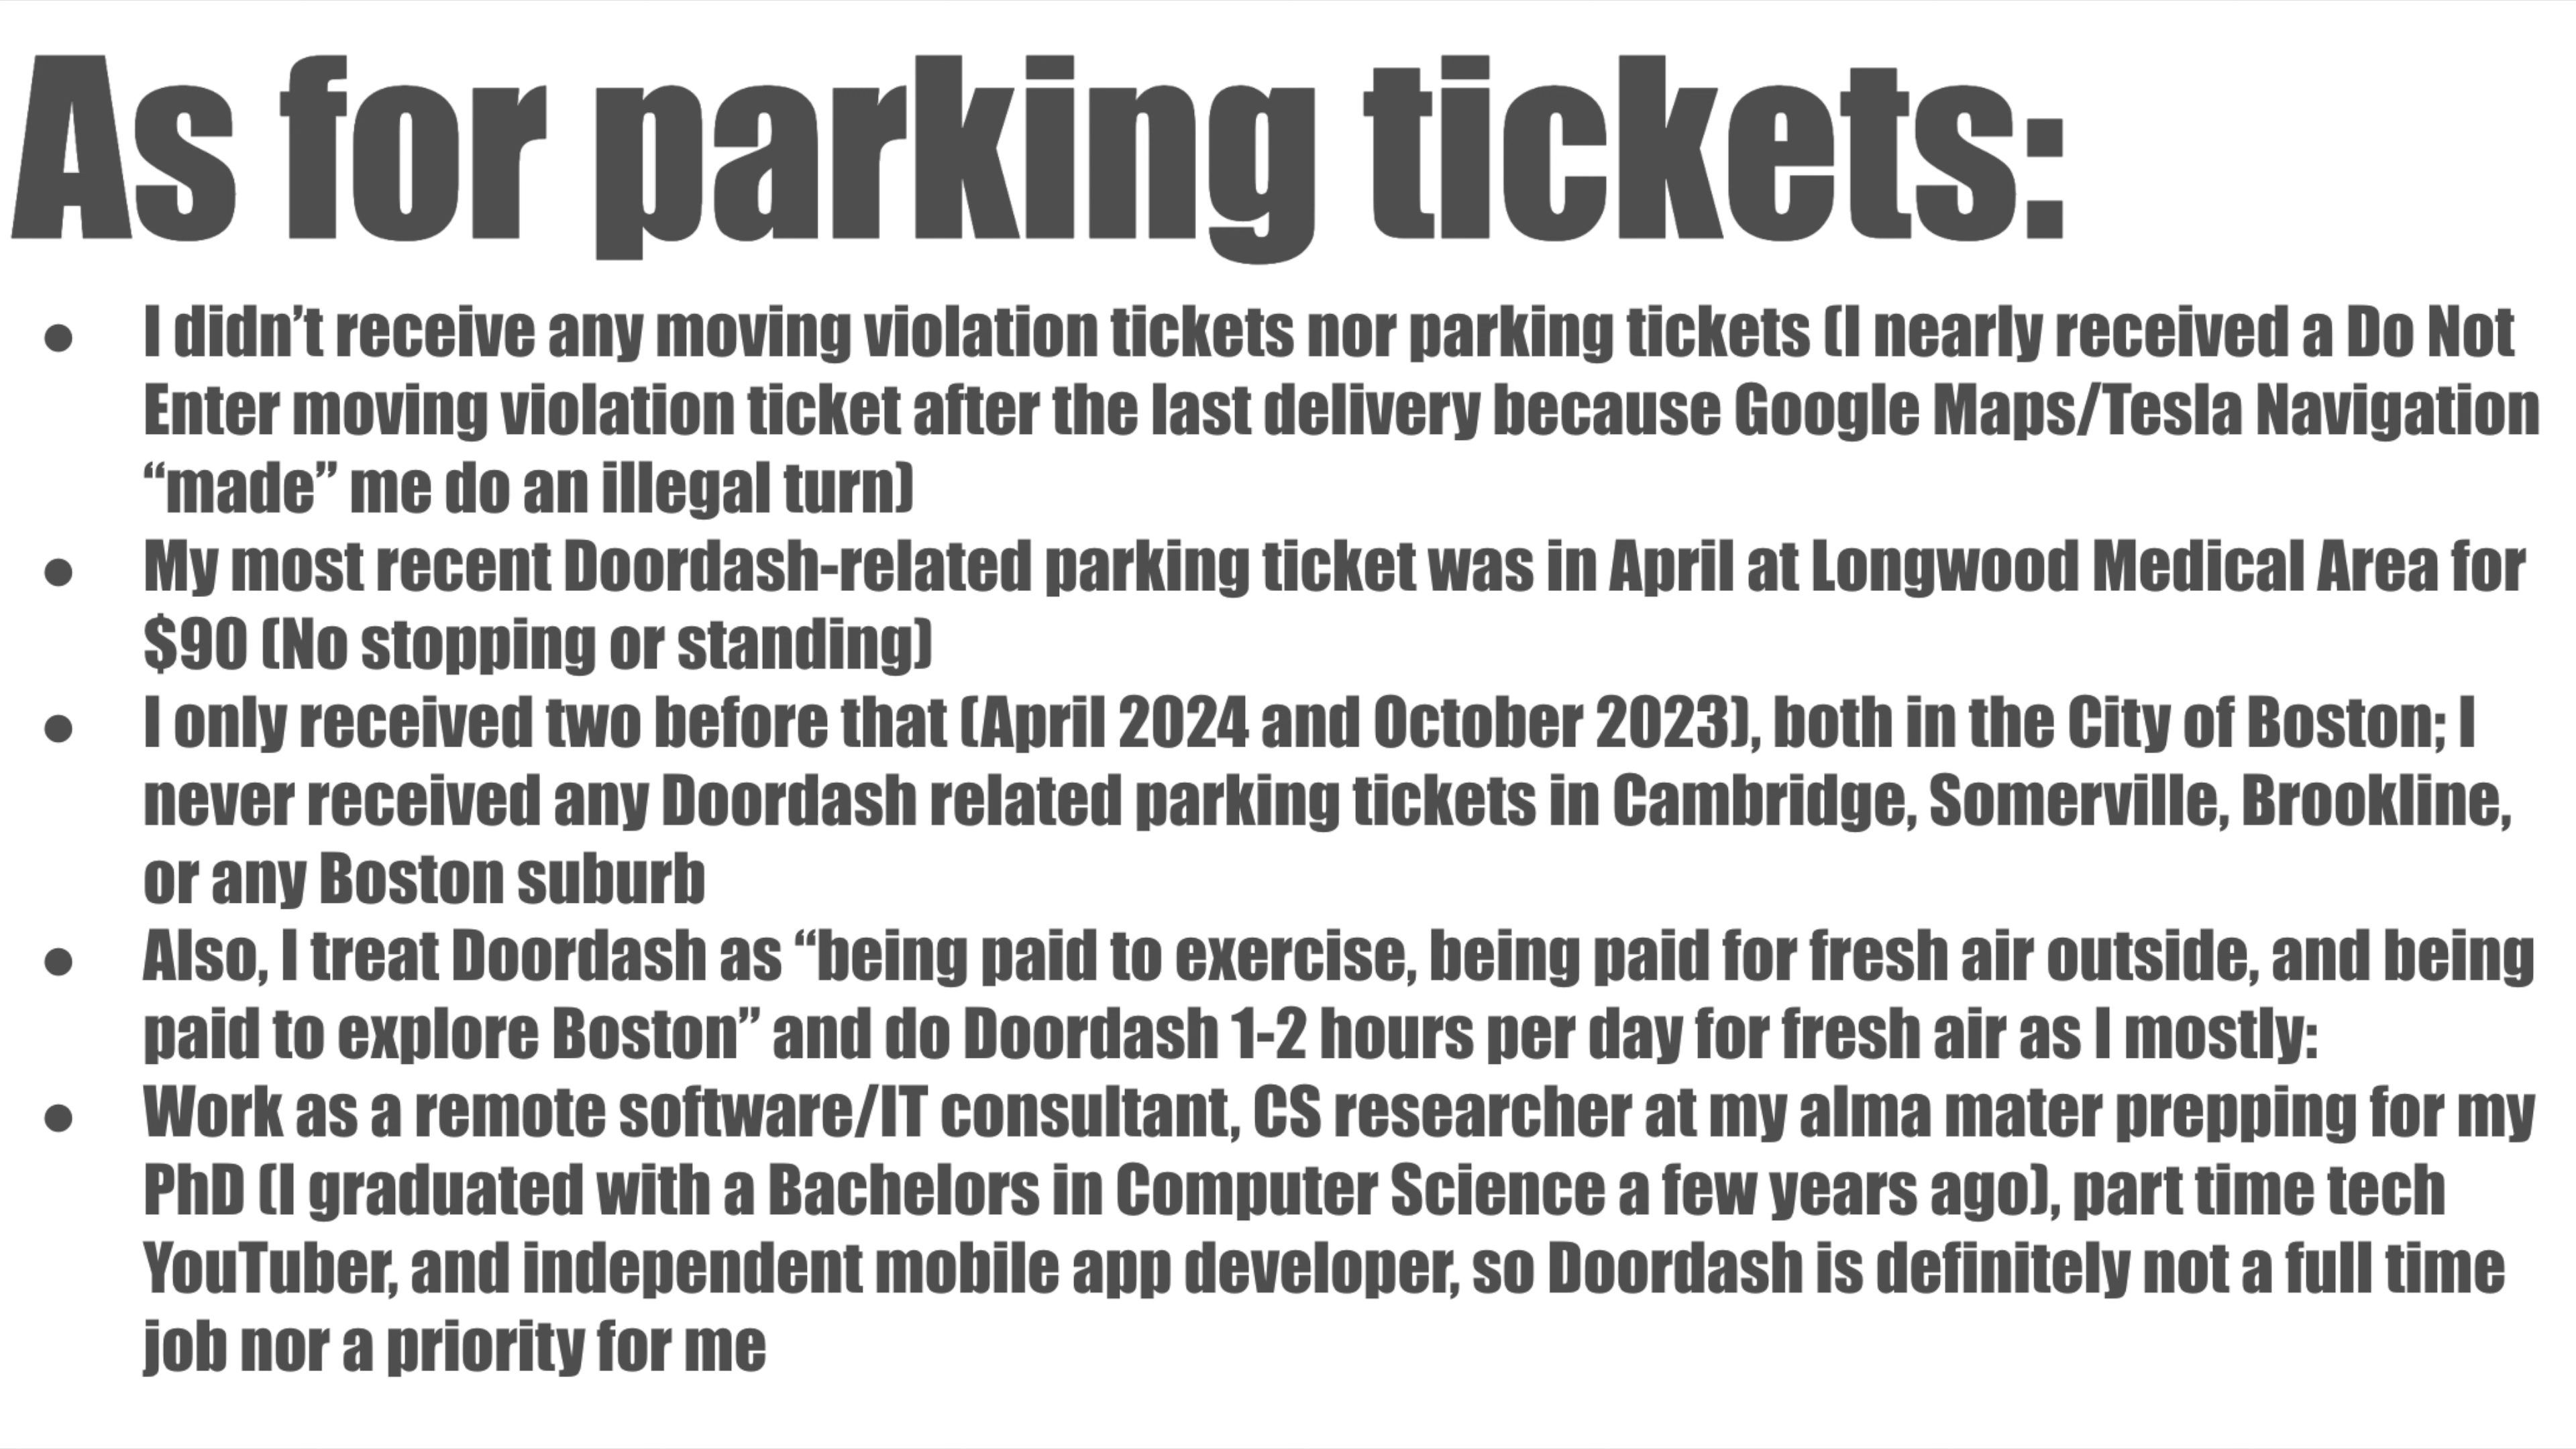 As for parking tickets:
● I didn’t receive any moving violation tickets nor parking tickets (I nearly received a Do Not
Enter moving violation ticket after the last delivery because Google Maps/Tesla Navigation
“made” me do an illegal turn)
● My most recent Doordash-related parking ticket was in April at Longwood Medical Area for
$90 (No stopping or standing)
● I only received two before that (April 2024 and October 2023), both in the City of Boston; I
never received any Doordash related parking tickets in Cambridge, Somerville, Brookline,
or any Boston suburb
● Also, I treat Doordash as “being paid to exercise, being paid for fresh air outside, and being
paid to explore Boston” and do Doordash 1-2 hours per day for fresh air as I mostly:
● Work as a remote software/IT consultant, CS researcher at my alma mater prepping for my
PhD (I graduated with a Bachelors in Computer Science a few years ago), part time tech
YouTuber, and independent mobile app developer, so Doordash is definitely not a full time
job nor a priority for me